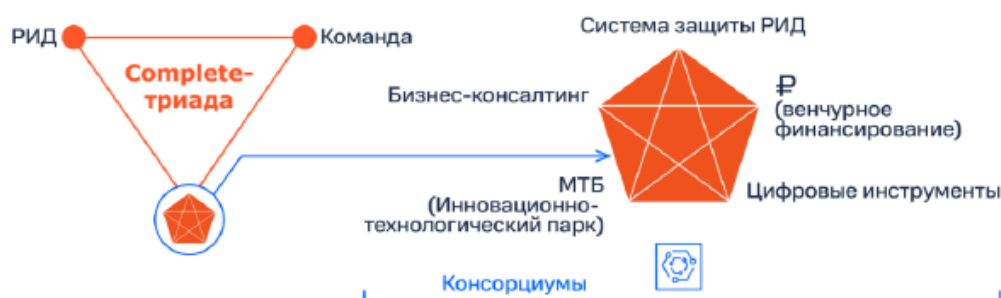 РИД
Команда
Complete-
триада
Система защиты РИД
Бизнес-консалтинг
₽
(венчурное
финансирование)
МТБ
(Инновационно-
технологический парк)
Цифровые инструменты
Консорциумы